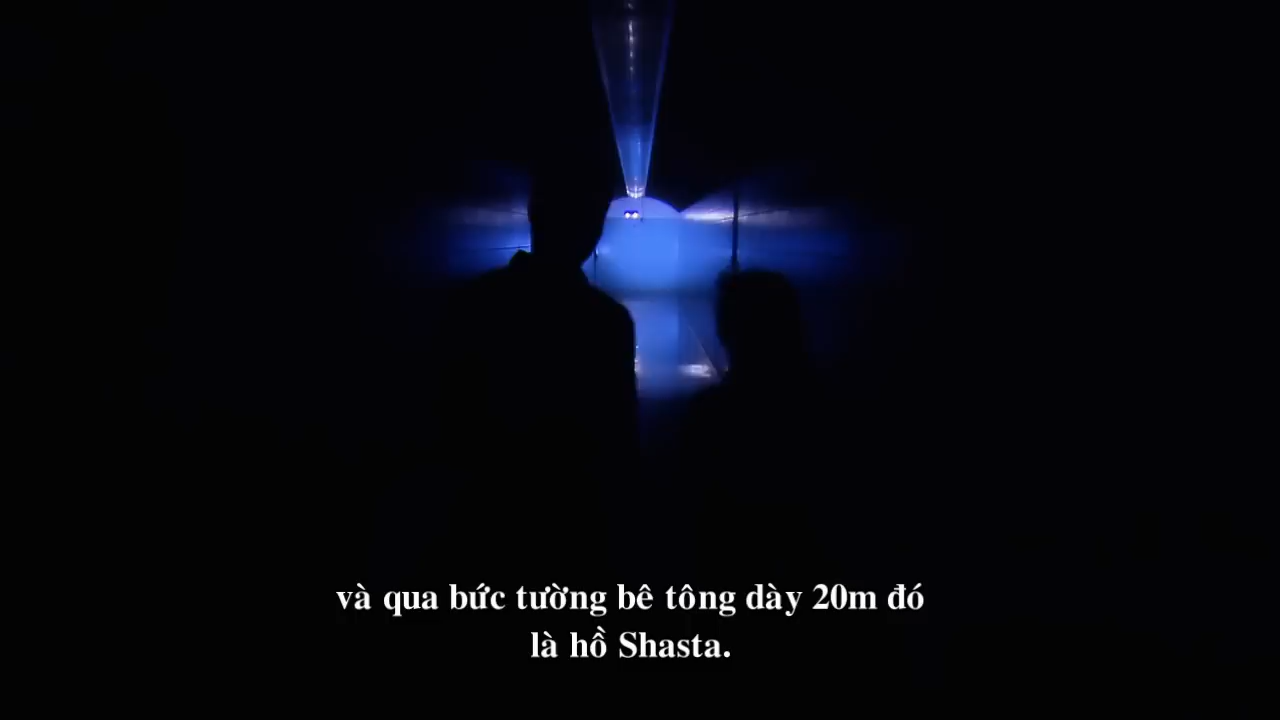 và qua bức tường bê tông dày 20m đó
là hồ Shasta.